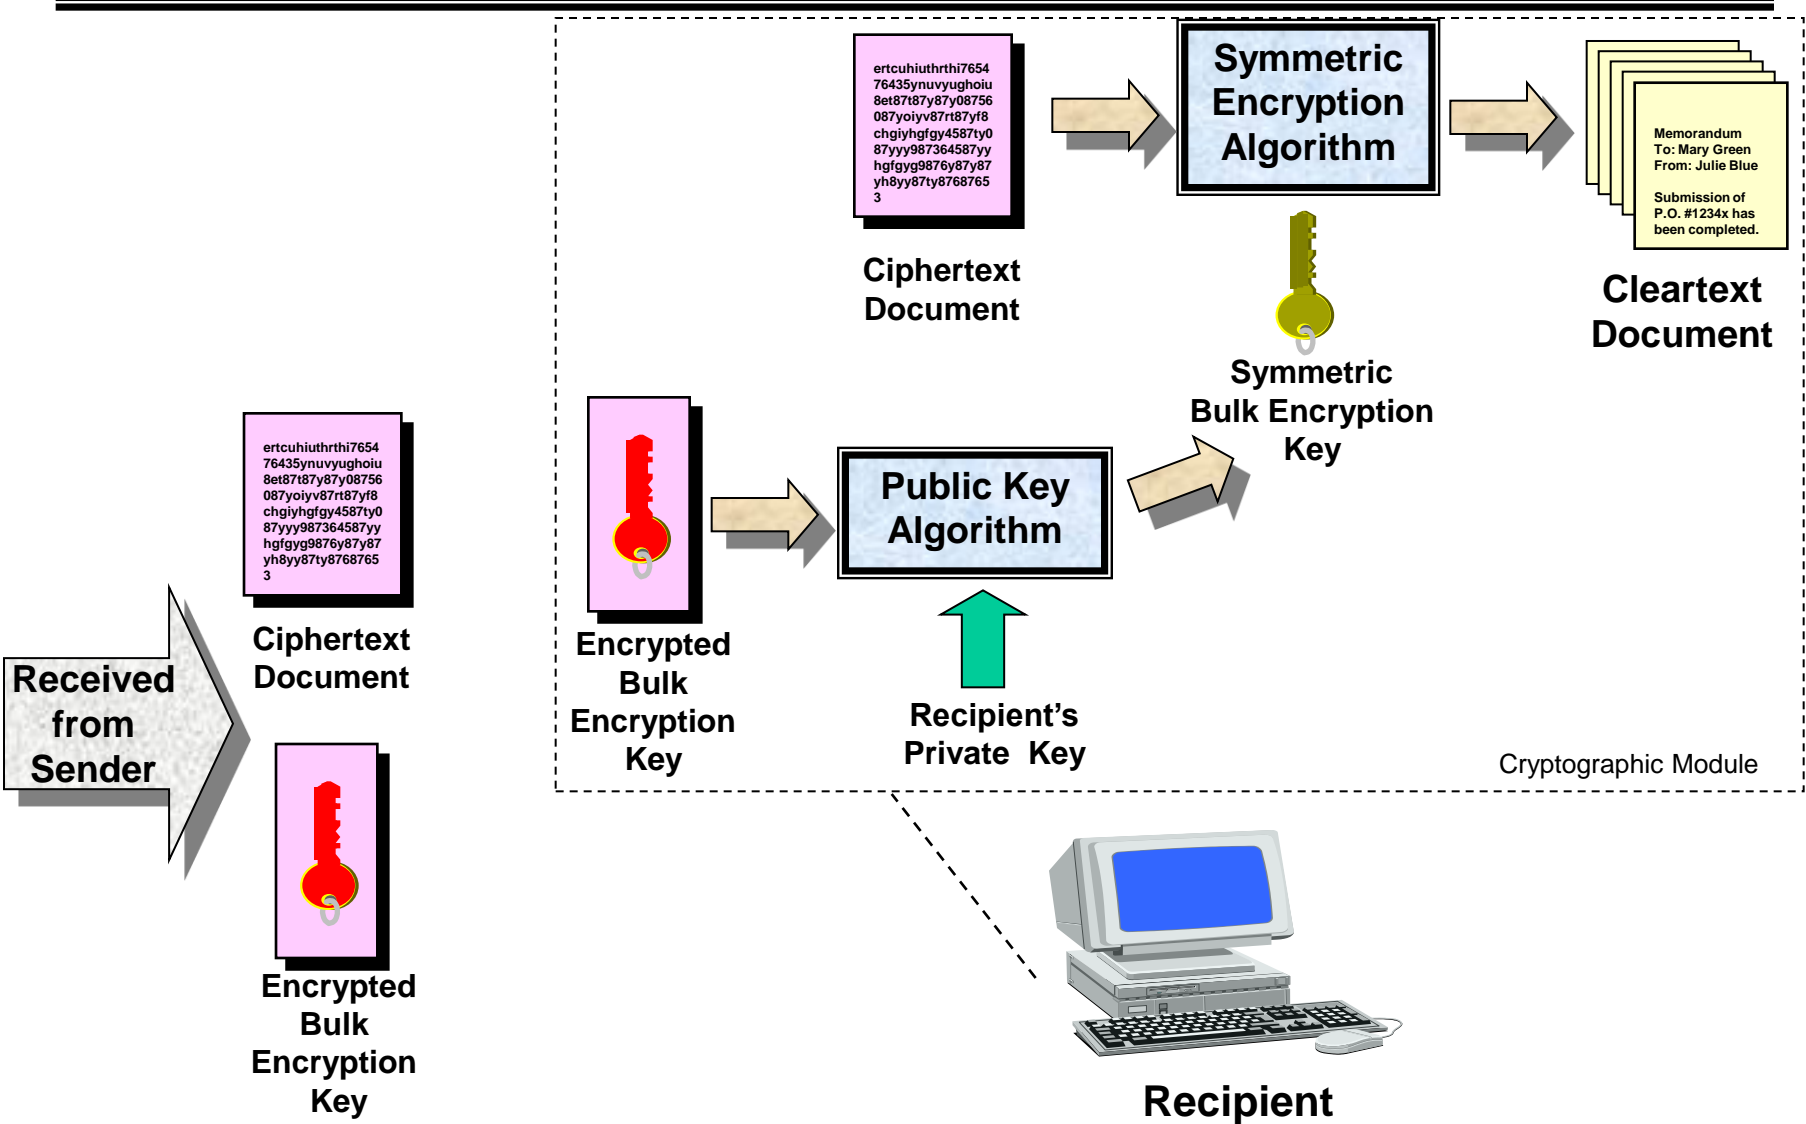 ertcuhiuthrthi7654
76435ynuvyughoiu
8et87t87y87y08756
087yoiyv87rt87yf8
chgiyhgfgy4587ty0
87yyy987364587yy
hgfgyg9876y87y87
yh8yy87ty8768765
3
Ciphertext
Document
Symmetric
Encryption
Algorithm
Memorandum
To: Mary Green
From: Julie Blue
Submission of
P.O. #1234x has
been completed.
Cleartext
Document
Symmetric
Bulk Encryption
Key
Received
from
Sender
ertcuhiuthrthi7654
76435ynuvyughoiu
8et87t87y87y08756
087yoiyv87rt87yf8
chgiyhgfgy4587ty0
87yyy987364587yy
hgfgyg9876y87y87
yh8yy87ty8768765
3
Ciphertext
Document
Encrypted
Bulk
Encryption
Key
Encrypted
Bulk
Encryption
Key
Public Key
Algorithm
Recipient's
Private Key
Cryptographic Module
Recipient